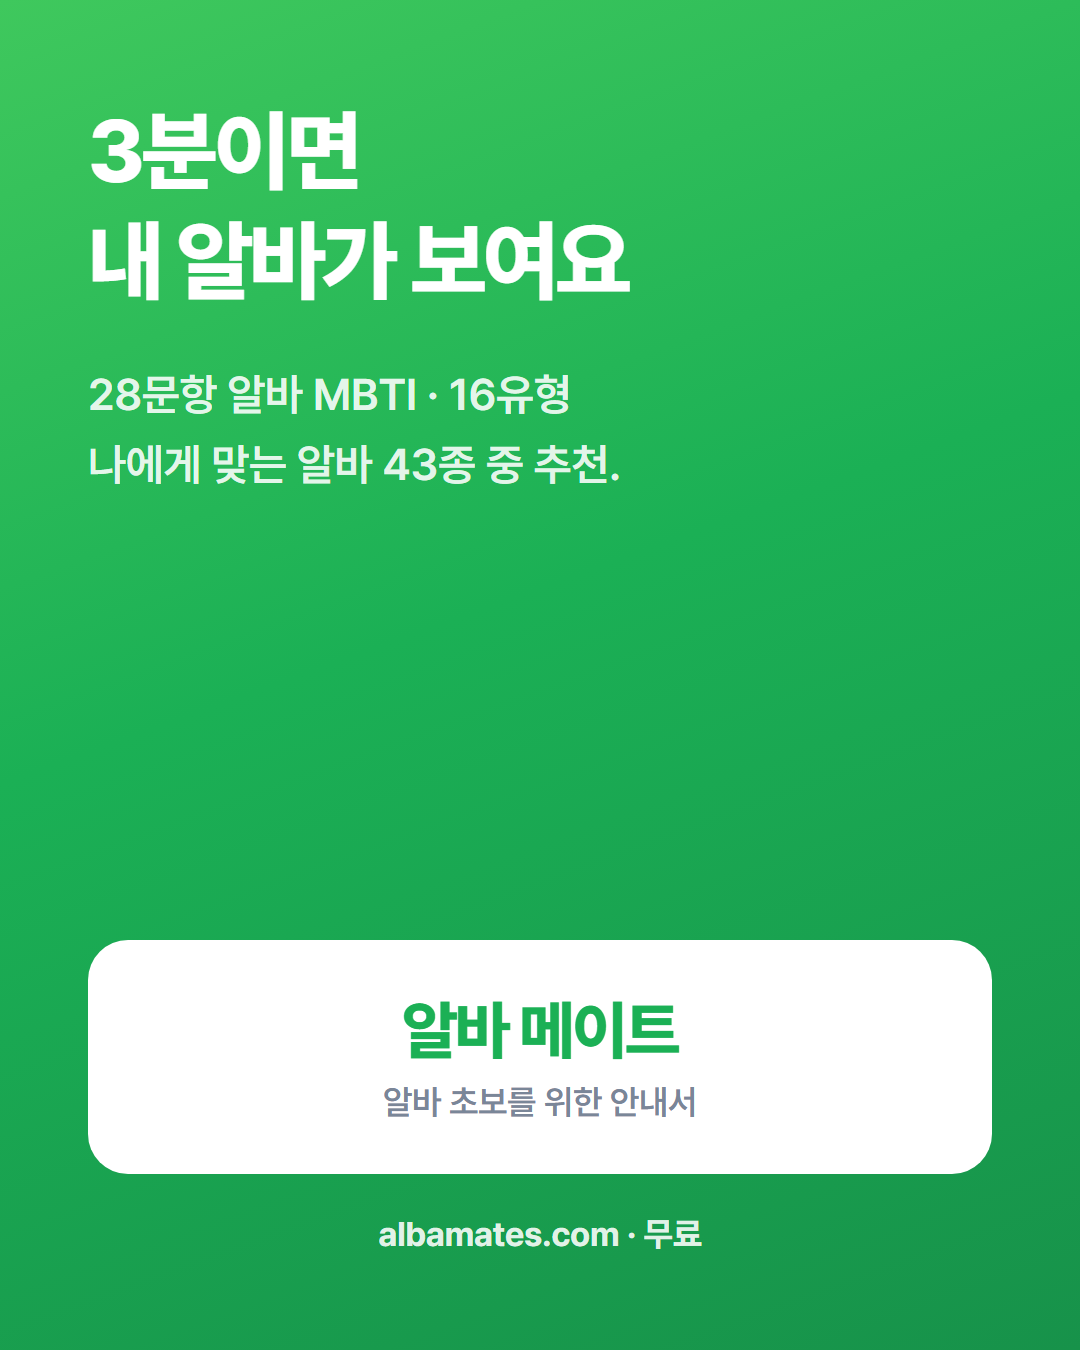 3분이면
내 알바가 보여요
28문항 알바 MBTI · 16유형
나에게 맞는 알바 43종 중 추천.
알바 메이트
알바 초보를 위한 안내서
albamates.com · 무료